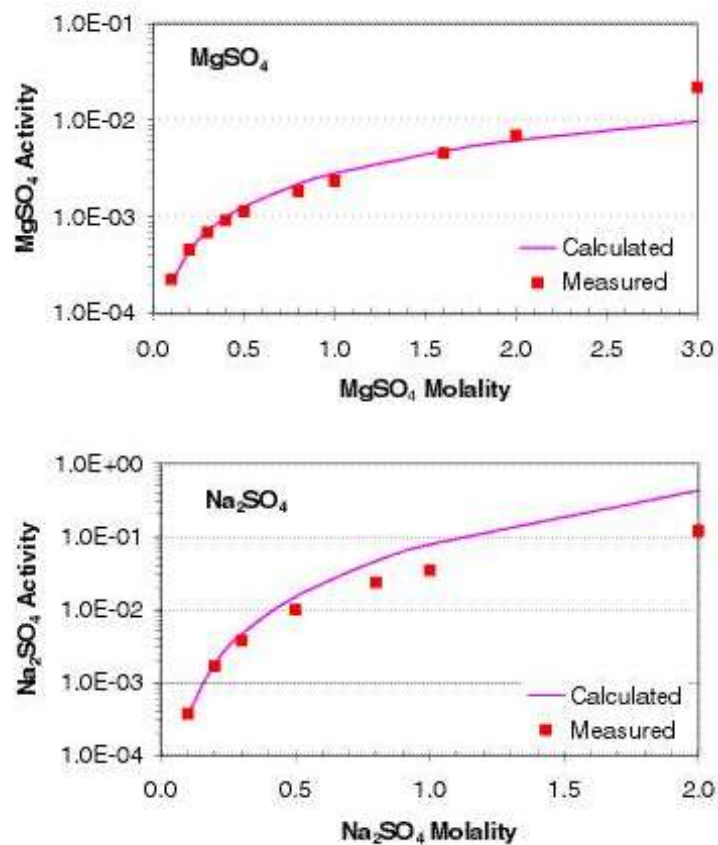 1.0E-01
MgSO₄
1.0E-02
1.0E-03
1.0E-04
MgSO₄ Activity
Calculated
Measured
0.0 0.5 1.0 1.5 2.0 2.5 3.0
MgSO₄ Molality
1.0E+00
Na₂SO₄
1.0E-01
1.0E-02
1.0E-03
1.0E-04
Na₂SO₄ Activity
Calculated
Measured
0.0 0.5 1.0 1.5 2.0
Na₂SO₄ Molality